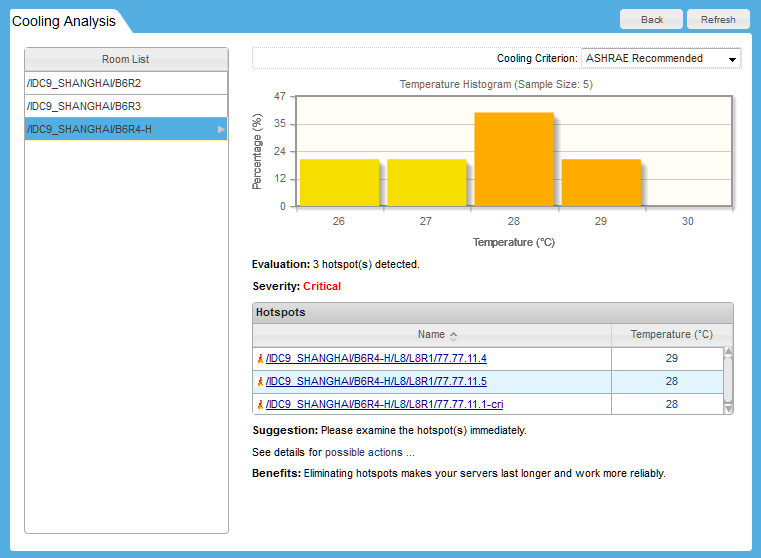 Cooling Analysis
Back
Refresh
Room List
/IDC9_SHANGHAI/B6R2
/IDC9_SHANGHAI/B6R3
/IDC9_SHANGHAI/B6R4-H
Cooling Criterion: ASHRAE Recommended
Temperature Histogram (Sample Size: 5)
Percentage (%)
47
35
24
12
0
26 27 28 29 30
Temperature (°C)
Evaluation: 3 hotspot(s) detected.
Severity: Critical
Hotspots
Name Temperature (°C)
/IDC9_SHANGHAI/B6R4-H/L8/L8R1/77.77.11.4 29
/IDC9_SHANGHAI/B6R4-H/L8/L8R1/77.77.11.5 28
/IDC9_SHANGHAI/B6R4-H/L8/L8R1/77.77.11.1-cri 28
Suggestion: Please examine the hotspot(s) immediately.
See details for possible actions ...
Benefits: Eliminating hotspots makes your servers last longer and work more reliably.